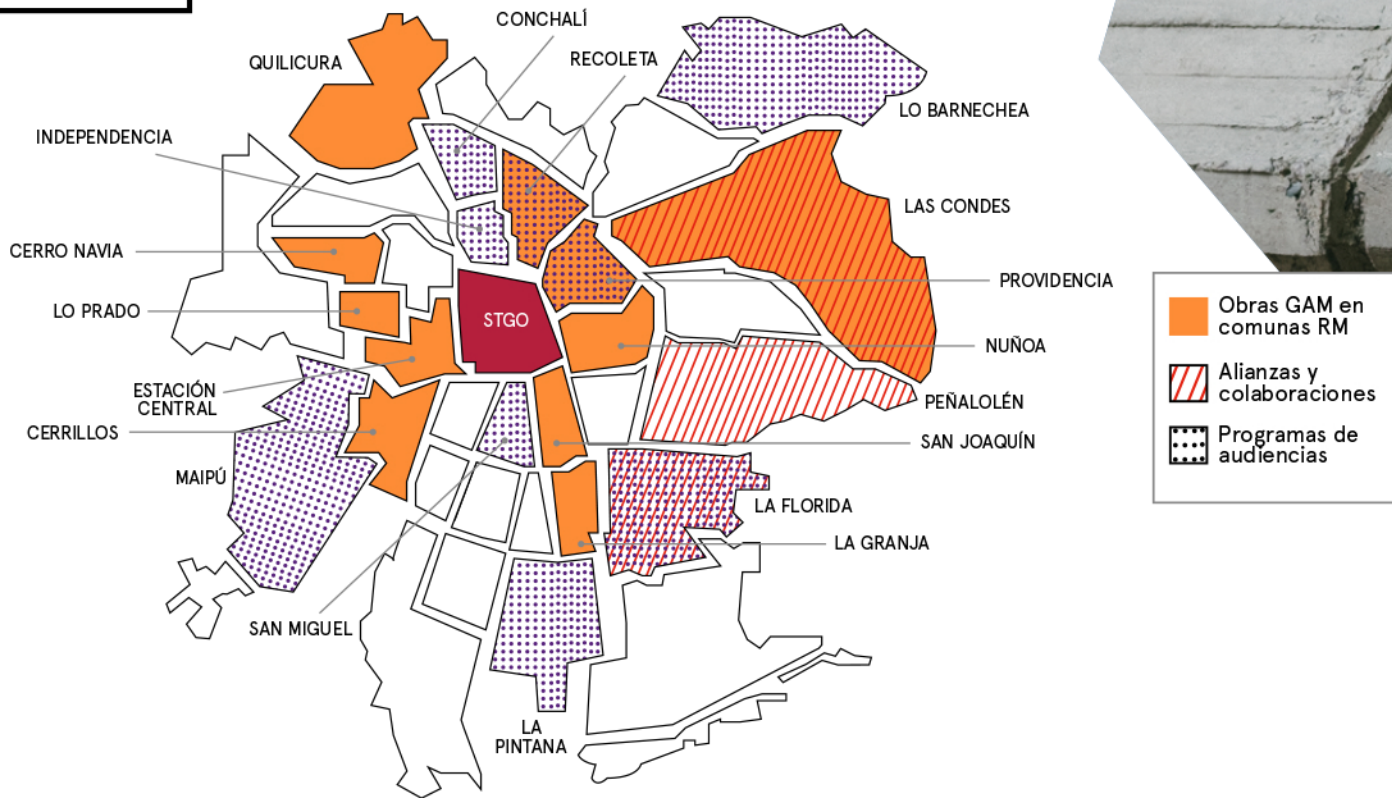 CONCHALÍ
QUILICURA
RECOLETA
LO BARNECHEA
INDEPENDENCIA
LAS CONDES
CERRO NAVIA
PROVIDENCIA
LO PRADO
STGO
NUÑOA
ESTACIÓN
CENTRAL
PEÑALOLÉN
CERRILLOS
SAN JOAQUÍN
MAIPÚ
LA FLORIDA
LA GRANJA
SAN MIGUEL
LA
PINTANA
Obras GAM en
comunas RM
Alianzas y
colaboraciones
Programas de
audiencias